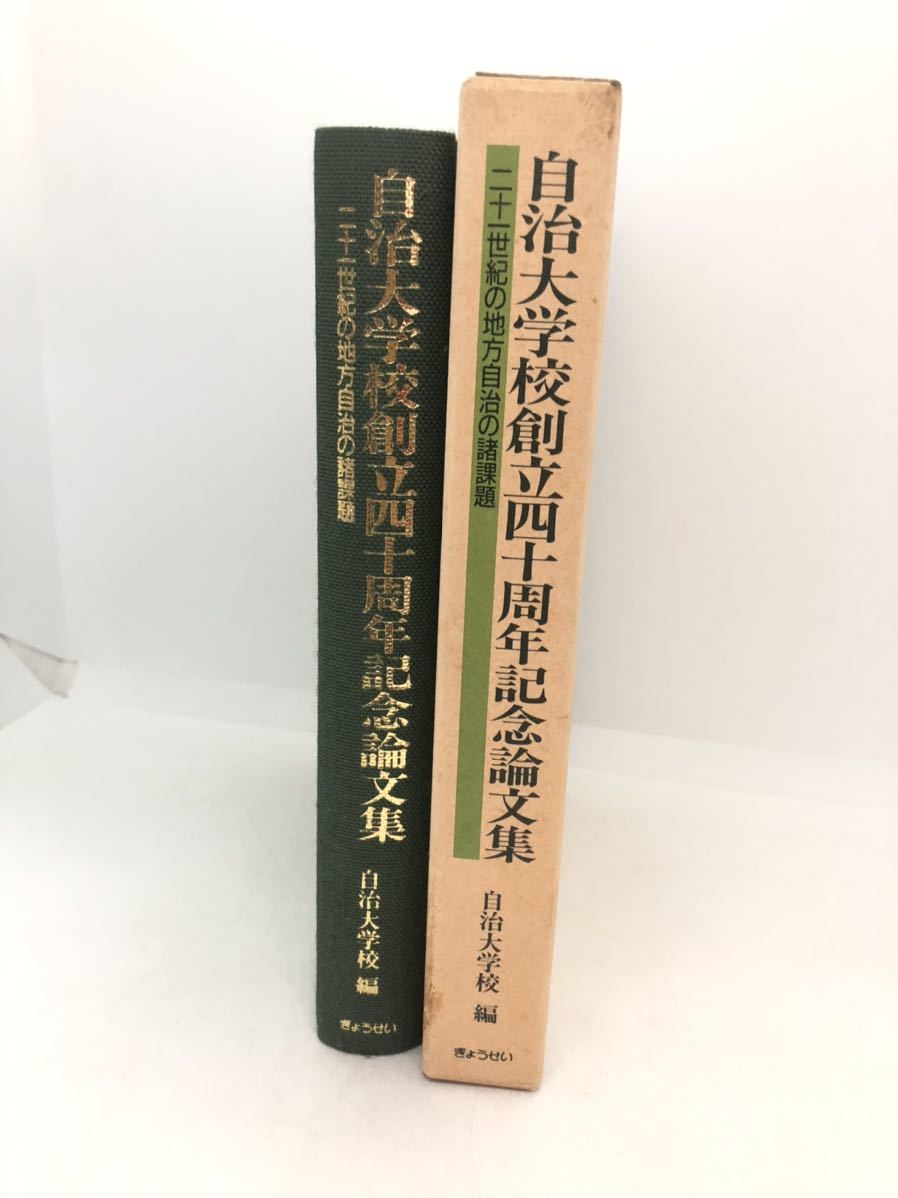 自治大学校創立四十周年記念論文集
二十一世紀の地方自治の諸課題
自治大学校 編
ぎょうせい
自治大学校創立四十周年記念論文集
二十一世紀の地方自治の諸課題
自治大学校 編
ぎょうせい